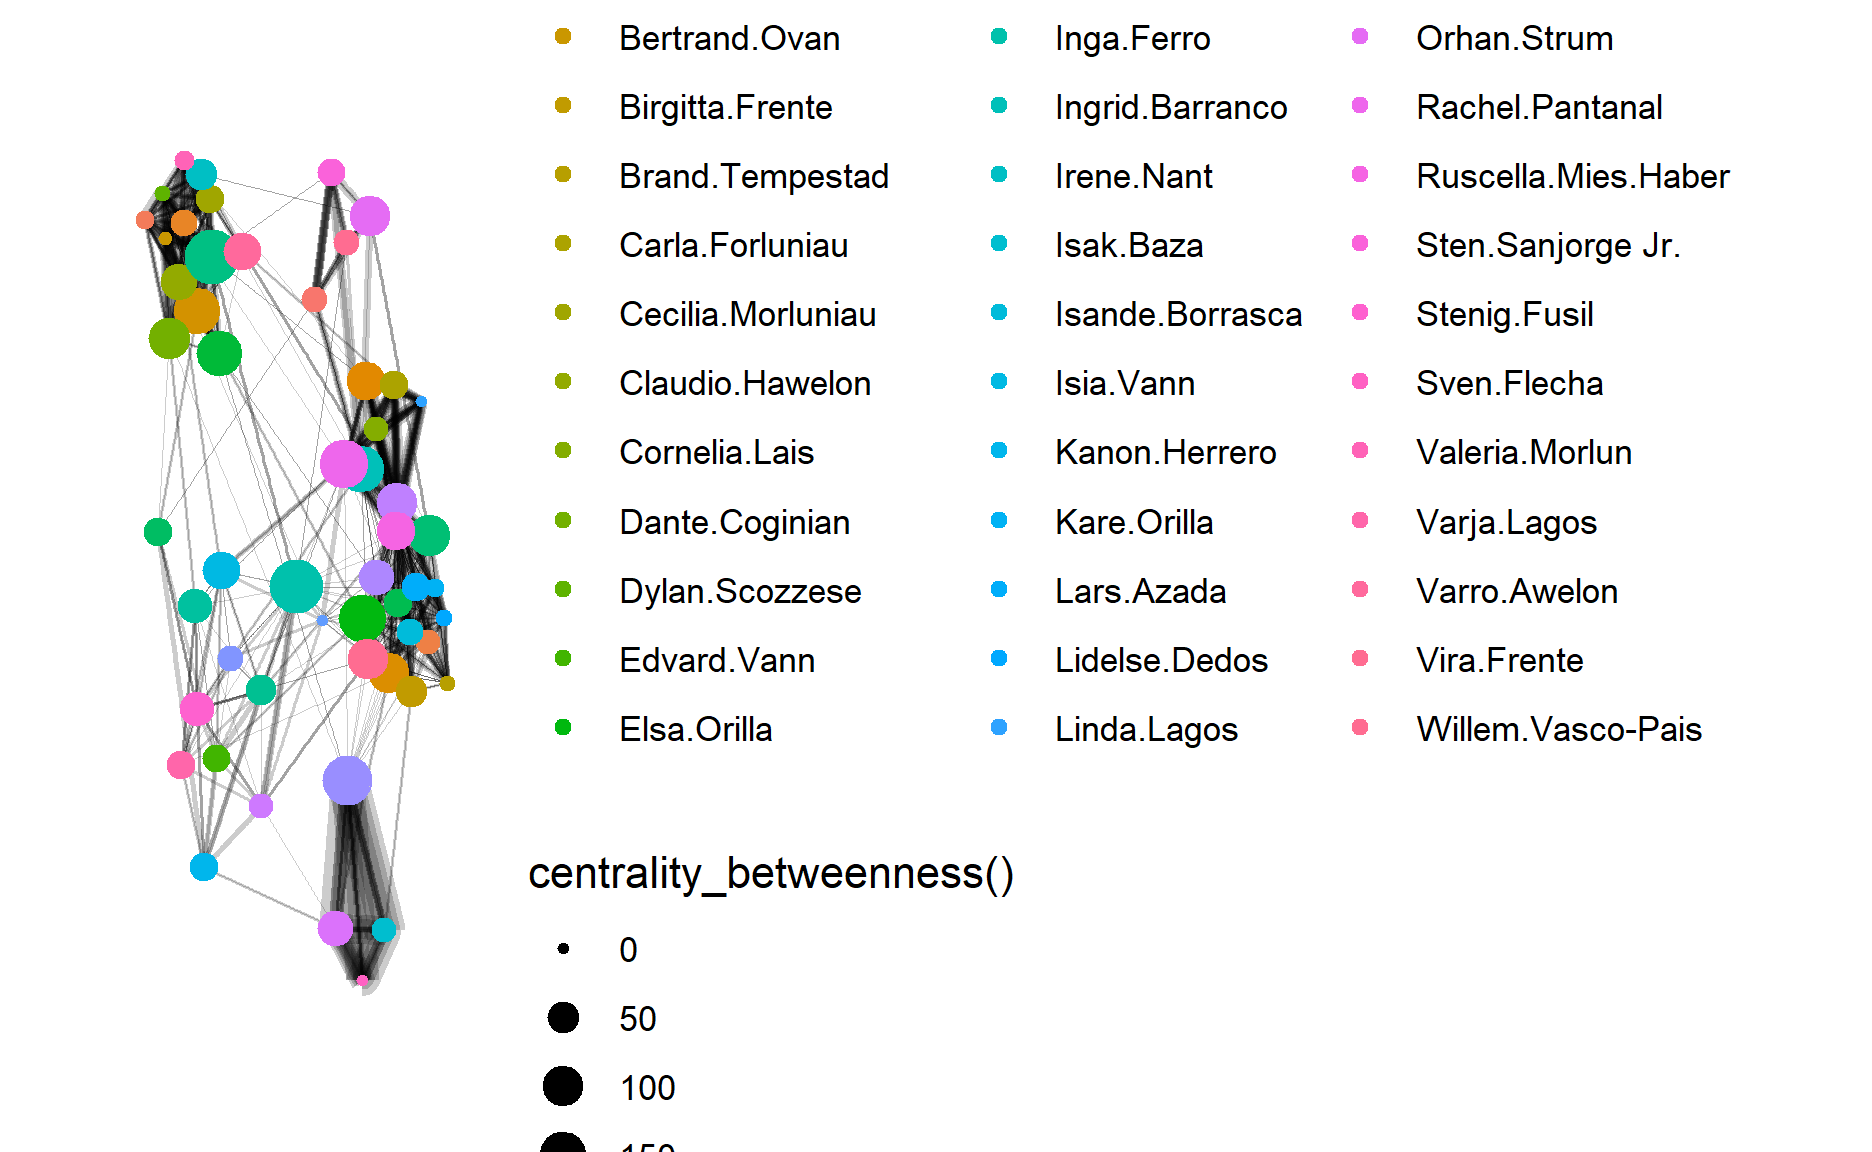 Bertrand.Ovan
Birgitta.Frente
Brand.Tempestad
Carla.Forluniau
Cecilia.Morluniau
Claudio.Hawelon
Cornelia.Lais
Dante.Coginian
Dylan.Scozzese
Edvard.Vann
Elsa.Orilla
Inga.Ferro
Ingrid.Barranco
Irene.Nant
Isak.Baza
Isande.Borrasca
Isia.Vann
Kanon.Herrero
Kare.Orilla
Lars.Azada
Lidelse.Dedos
Linda.Lagos
Orhan.Strum
Rachel.Pantanal
Ruscella.Mies.Haber
Sten.Sanjorge Jr.
Stenig.Fusil
Sven.Flecha
Valeria.Morlun
Varja.Lagos
Varro.Awelon
Vira.Frente
Willem.Vasco-Pais
centrality_betweenness()
0
50
100
150